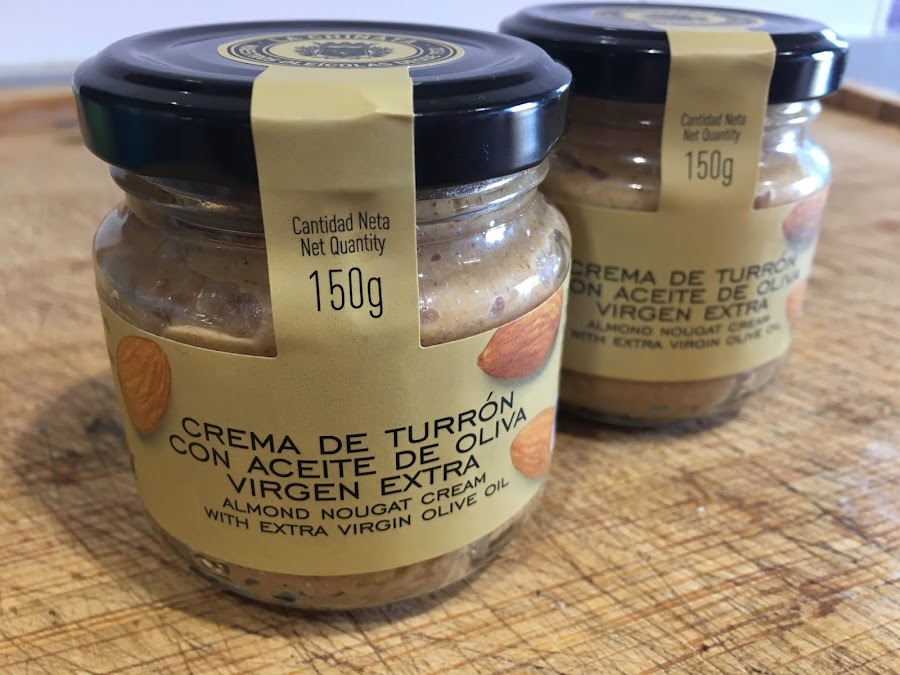 LA CHINATA
Cantidad Neta
Net Quantity
150g
CREMA DE TURRÓN
CON ACEITE DE OLIVA
VIRGEN EXTRA
ALMOND NOUGAT CREAM
WITH EXTRA VIRGIN OLIVE OIL
Cantidad Neta
Net Quantity
150g
CREMA DE TURRÓN
CON ACEITE DE OLIVA
VIRGEN EXTRA
ALMOND NOUGAT CREAM
WITH EXTRA VIRGIN OLIVE OIL